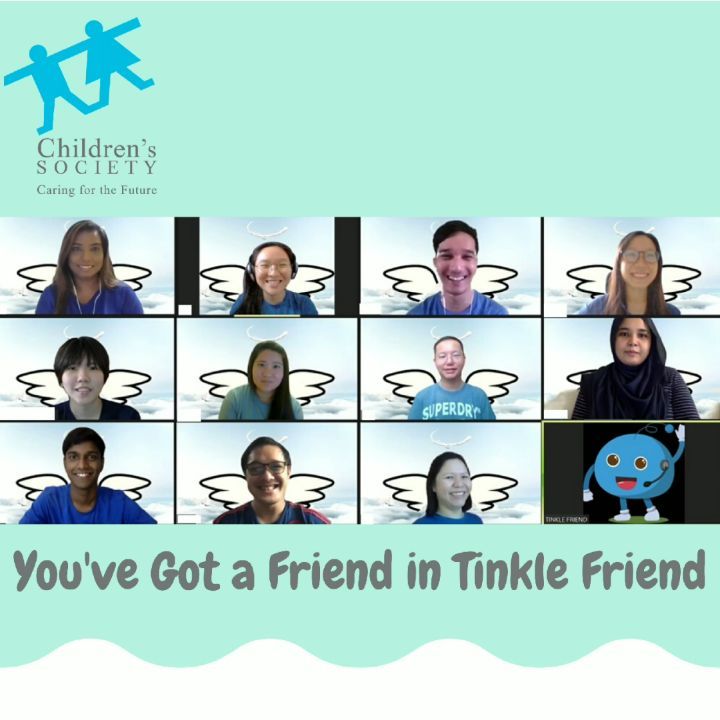 Children's
SOCIETY
Caring for the Future
SUPERDRY
TINKLE FRIEND
You've Got a Friend in Tinkle Friend